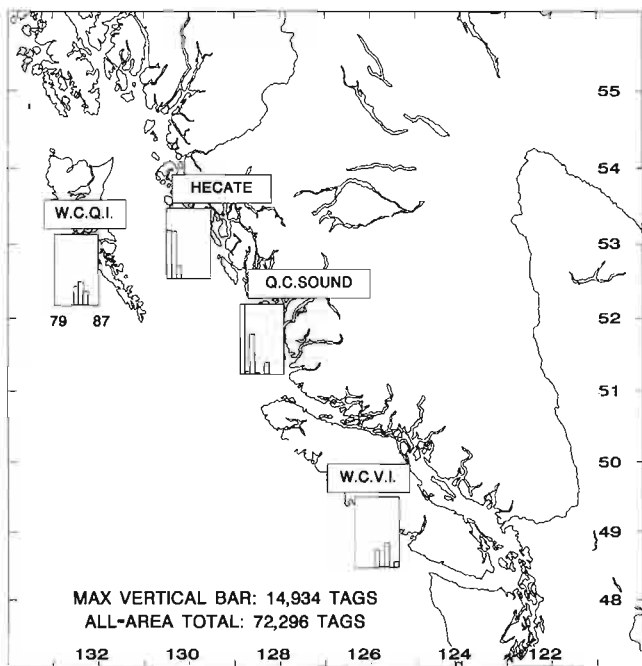 55
54
HECATE
W.C.Q.I.
53
Q.C.SOUND
79 87
52
51
50
W.C.V.I.
49
MAX VERTICAL BAR: 14,934 TAGS
48
ALL-AREA TOTAL: 72,296 TAGS
132 130 128 126 124 122